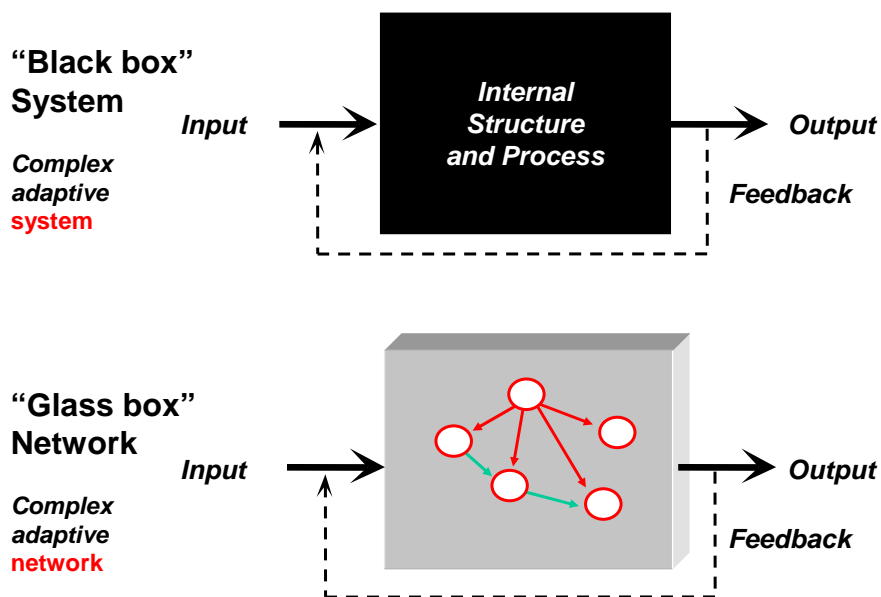 “Black box”
System
Complex
adaptive
system
Input
Internal
Structure
and Process
Output
Feedback
“Glass box”
Network
Complex
adaptive
network
Input
Output
Feedback